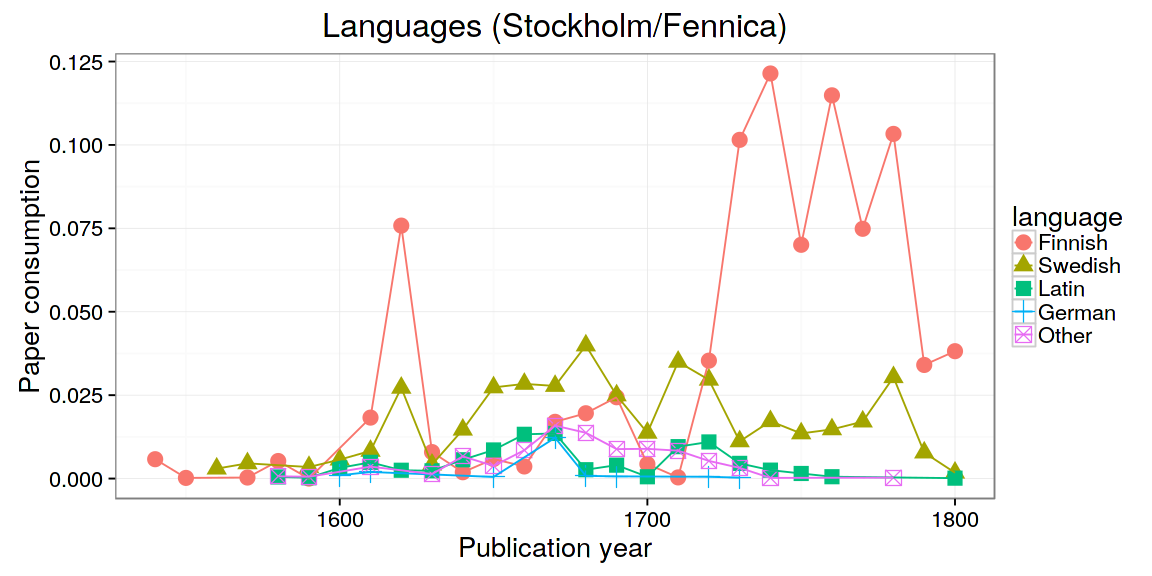 Languages (Stockholm/Fennica)
0.125
0.100
0.075
0.050
0.025
0.000
Paper consumption
1600
1700
1800
Publication year
language
Finnish
Swedish
Latin
German
Other